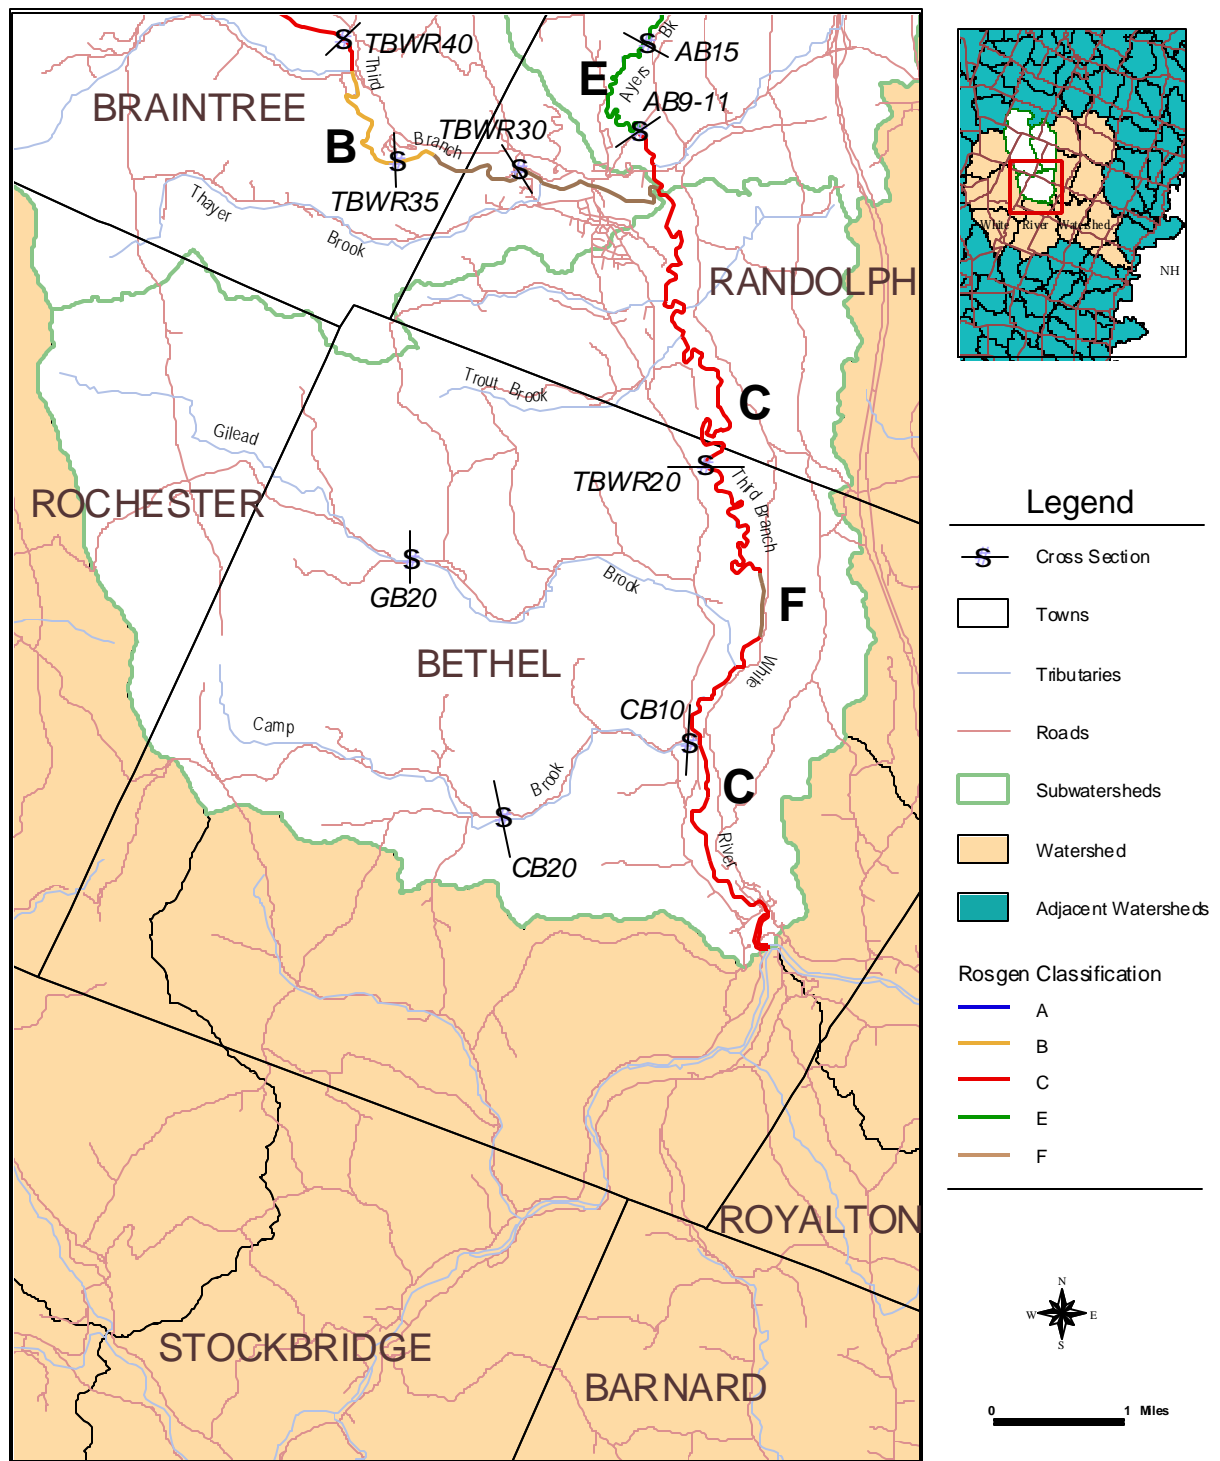 TBWR40
Third
BRAINTREE
B
Branch
TBWR30
TBWR35
E
Ayers
Bk
AB15
AB9-11
Thayer
Brook
RANDOLPH
Trout Brook
C
Gilead
ROCHESTER
TBWR20
Third Branch
GB20
Brook
F
BETHEL
White
CB10
Camp
Brook
C
River
CB20
ROYALTON
STOCKBRIDGE
BARNARD
White River Watershed
NH
Legend
S Cross Section
Towns
Tributaries
Roads
Subwatersheds
Watershed
Adjacent Watersheds
Rosgen Classification
A
B
C
E
F
N
W E
S
0 1 Miles